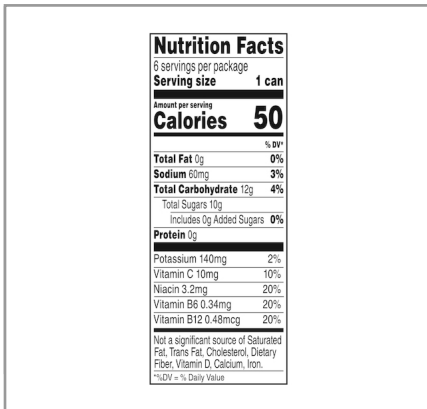 Nutrition Facts
6 servings per package
Serving size 1 can
Amount per serving
Calories 50
% DV*
Total Fat 0g 0%
Sodium 60mg 3%
Total Carbohydrate 12g 4%
Total Sugars 10g
Includes 0g Added Sugars 0%
Protein 0g
Potassium 140mg 2%
Vitamin C 10mg 10%
Niacin 3.2mg 20%
Vitamin B6 0.34mg 20%
Vitamin B12 0.48mcg 20%
Not a significant source of Saturated
Fat, Trans Fat, Cholesterol, Dietary
Fiber, Vitamin D, Calcium, Iron.
*%DV = % Daily Value